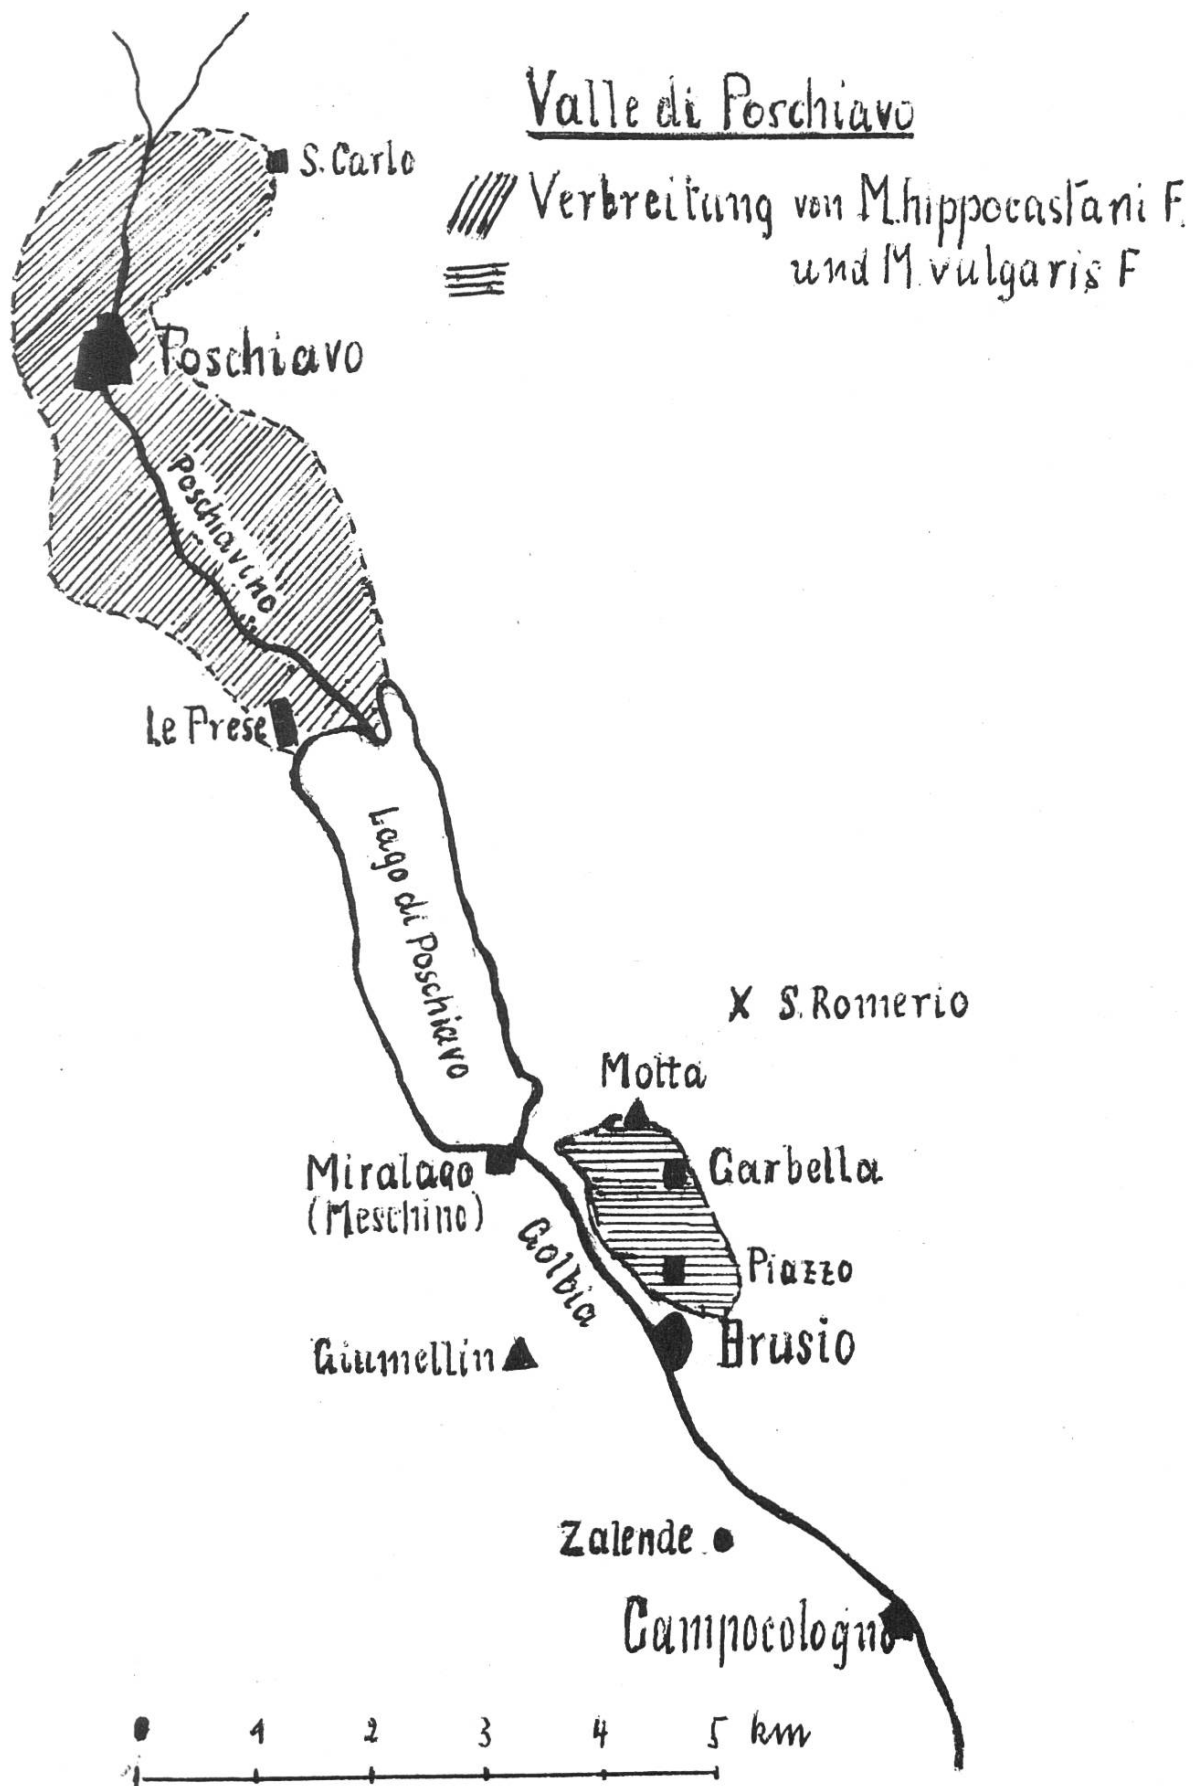 Valle di Poschiavo
S. Carlo
Verbreitung von M. hippocastani F.
und M. vulgaris F
Poschiavo
Poschiavino
Le Prese
Lago di Poschiavo
X S. Romerio
Motta
Miralago
(Meschino)
Garbella
Golbia
Piazzo
Giumellin
Brusio
Zalende
Campocologno
0 1 2 3 4 5 km